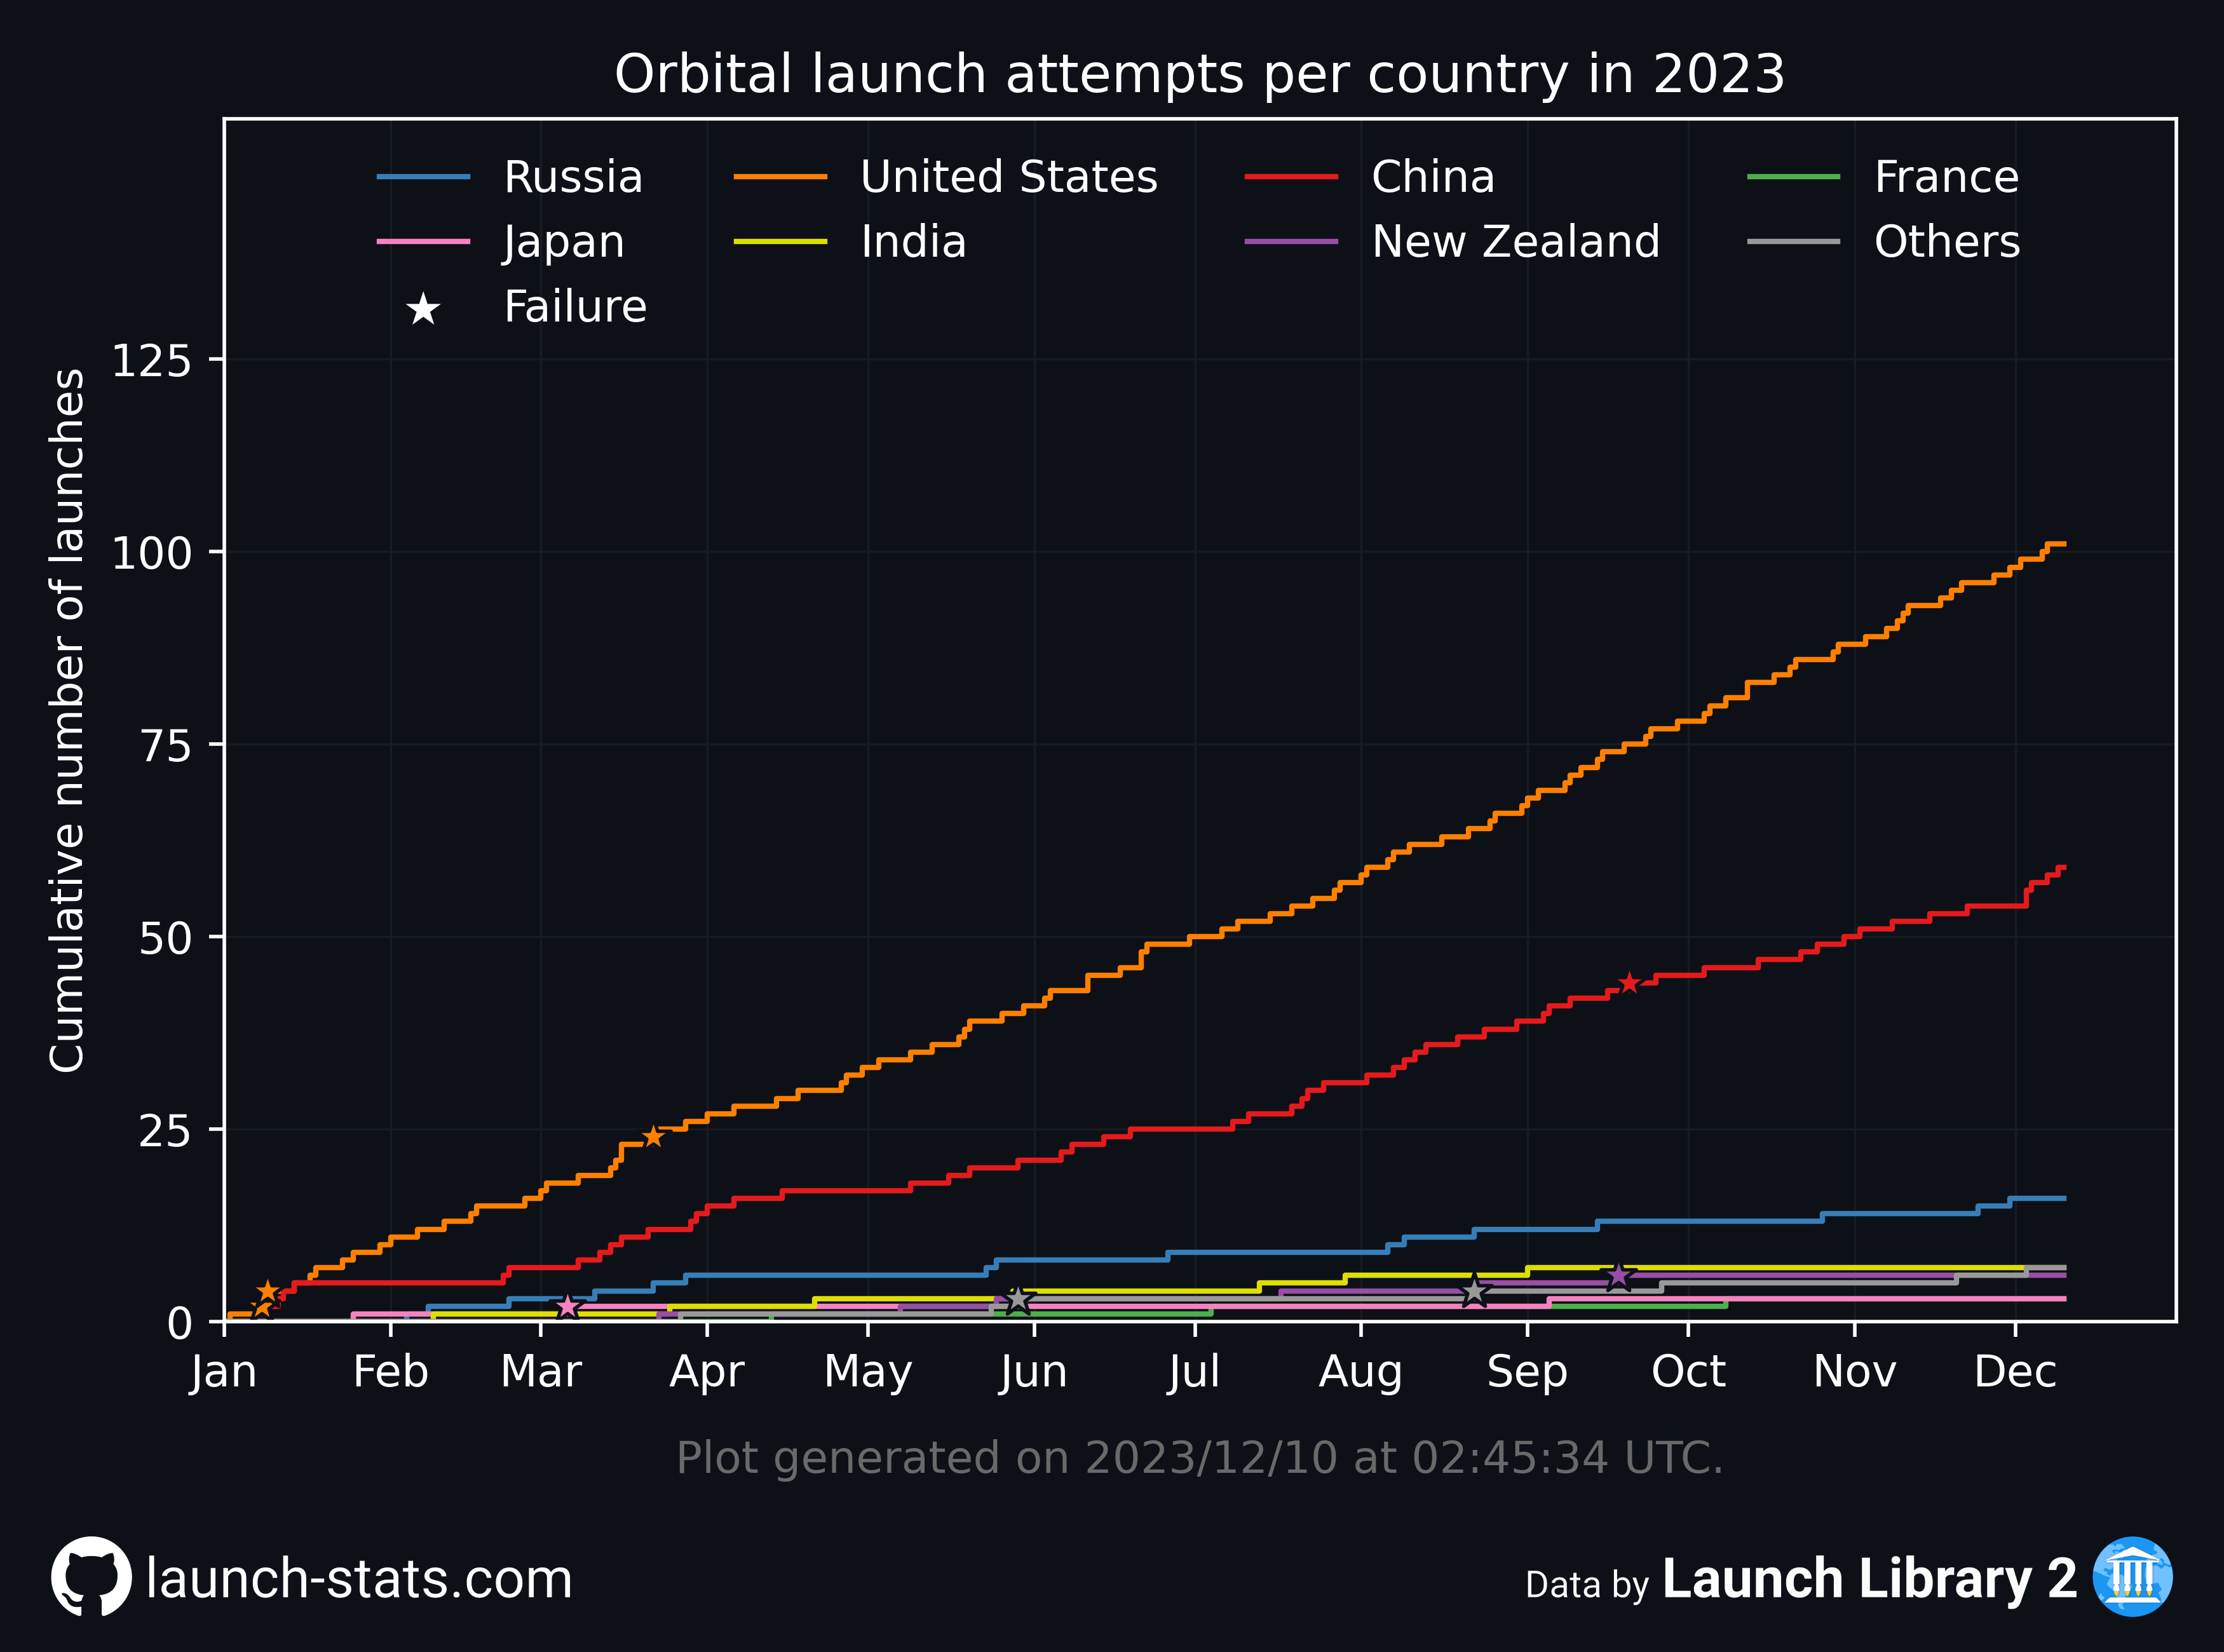 Orbital launch attempts per country in 2023
Russia United States China France
Japan India New Zealand Others
Failure
Cumulative number of launches
125
100
75
50
25
0
Jan Feb Mar Apr May Jun Jul Aug Sep Oct Nov Dec
Plot generated on 2023/12/10 at 02:45:34 UTC.
launch-stats.com
Data by Launch Library 2